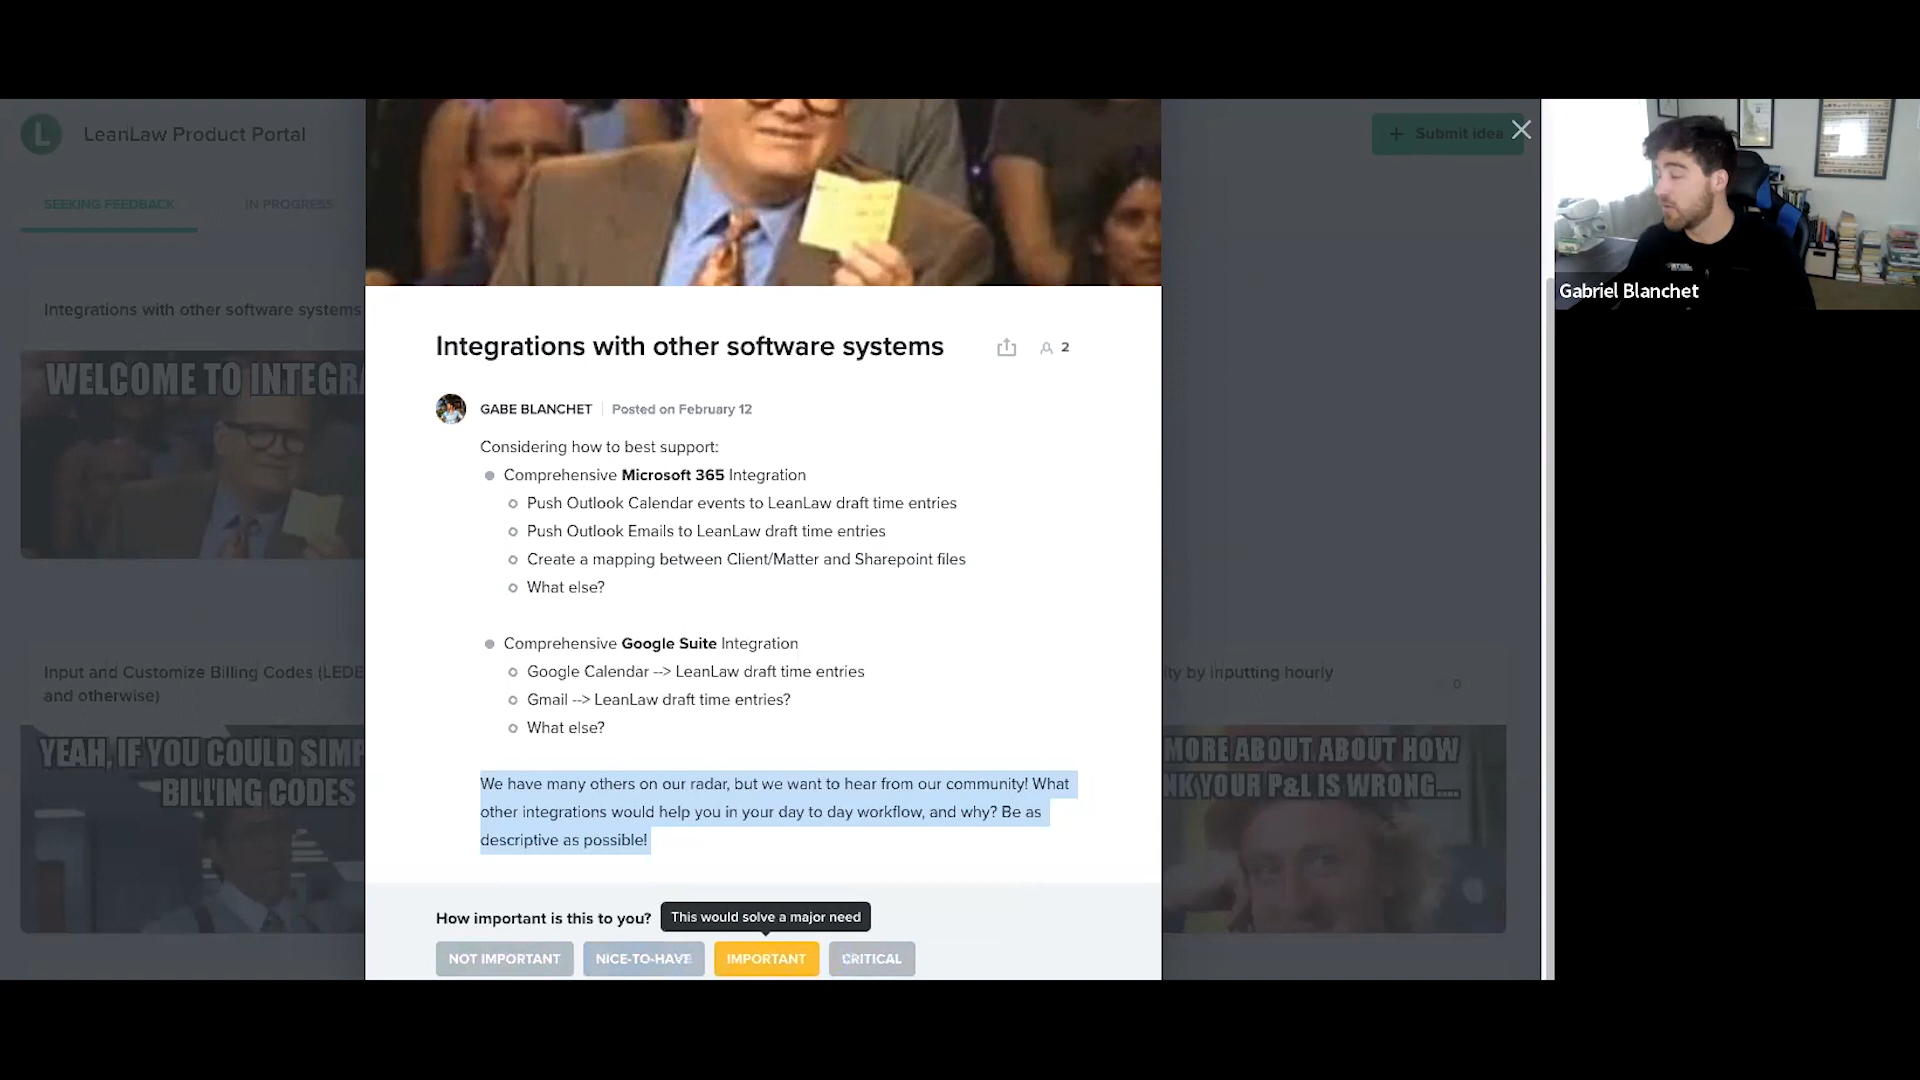 L LeanLaw Product Portal
+ Submit idea
SEEKING FEEDBACK
IN PROGRESS
Integrations with other software systems
WELCOME TO INTEGRA
Integrations with other software systems
2
GABE BLANCHET
Posted on February 12
Considering how to best support:
Comprehensive Microsoft 365 Integration
Push Outlook Calendar events to LeanLaw draft time entries
Push Outlook Emails to LeanLaw draft time entries
Create a mapping between Client/Matter and Sharepoint files
What else?
Comprehensive Google Suite Integration
Google Calendar --> LeanLaw draft time entries
Gmail --> LeanLaw draft time entries?
What else?
We have many others on our radar, but we want to hear from our community! What
other integrations would help you in your day to day workflow, and why? Be as
descriptive as possible!
How important is this to you?
This would solve a major need
NOT IMPORTANT
NICE-TO-HAVE
IMPORTANT
CRITICAL
Input and Customize Billing Codes (LEDE
and otherwise)
YEAH, IF YOU COULD SIMP
BILLING CODES
ity by inputting hourly
0
MORE ABOUT ABOUT HOW
NK YOUR P&L IS WRONG....
Gabriel Blanchet